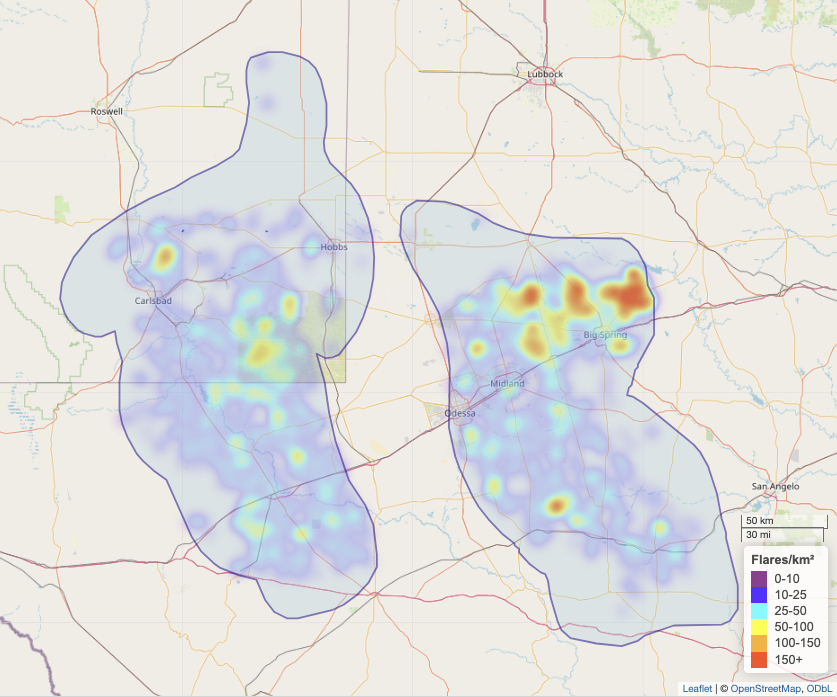 Lubbock
Roswell
Hobbs
Carlsbad
Big Spring
Midland
Odessa
San Angelo
50 km
30 mi
Flares/km²
0-10
10-25
25-50
50-100
100-150
150+
Leaflet | © OpenStreetMap, ODbL